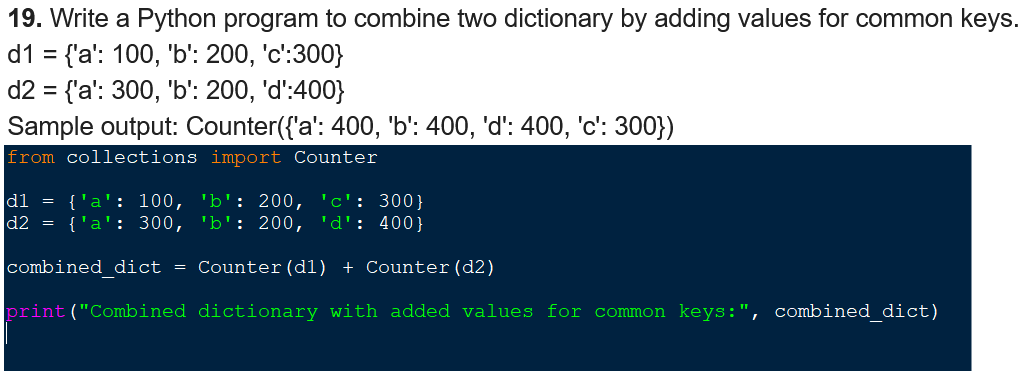 19. Write a Python program to combine two dictionary by adding values for common keys.
d1 = {'a': 100, 'b': 200, 'c':300}
d2 = {'a': 300, 'b': 200, 'd':400}
Sample output: Counter({'a': 400, 'b': 400, 'd': 400, 'c': 300})
from collections import Counter
d1 = {'a': 100, 'b': 200, 'c': 300}
d2 = {'a': 300, 'b': 200, 'd': 400}
combined_dict = Counter(d1) + Counter(d2)
print("Combined dictionary with added values for common keys:", combined_dict)